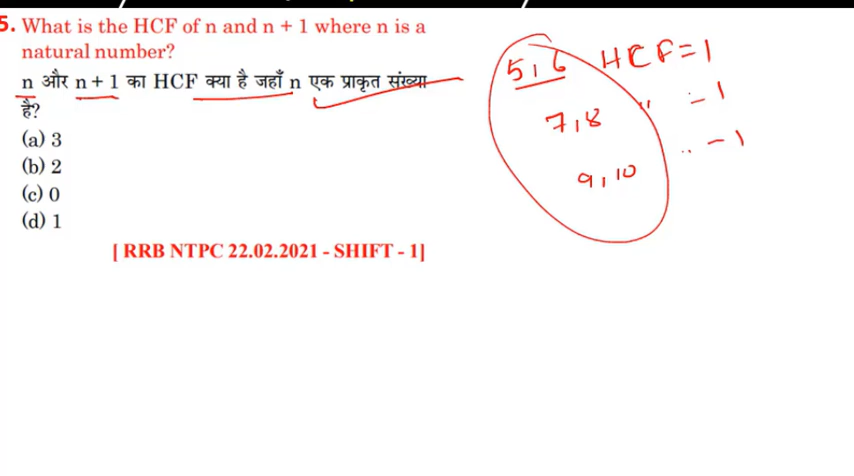 5. What is the HCF of n and n + 1 where n is a
natural number?
n और n + 1 का HCF क्या है जहाँ n एक प्राकृत संख्या
है?
(a) 3
(b) 2
(c) 0
(d) 1
[ RRB NTPC 22.02.2021 - SHIFT - 1]
5, 6 HCF = 1
7, 8 " - 1
9, 10 .. - 1